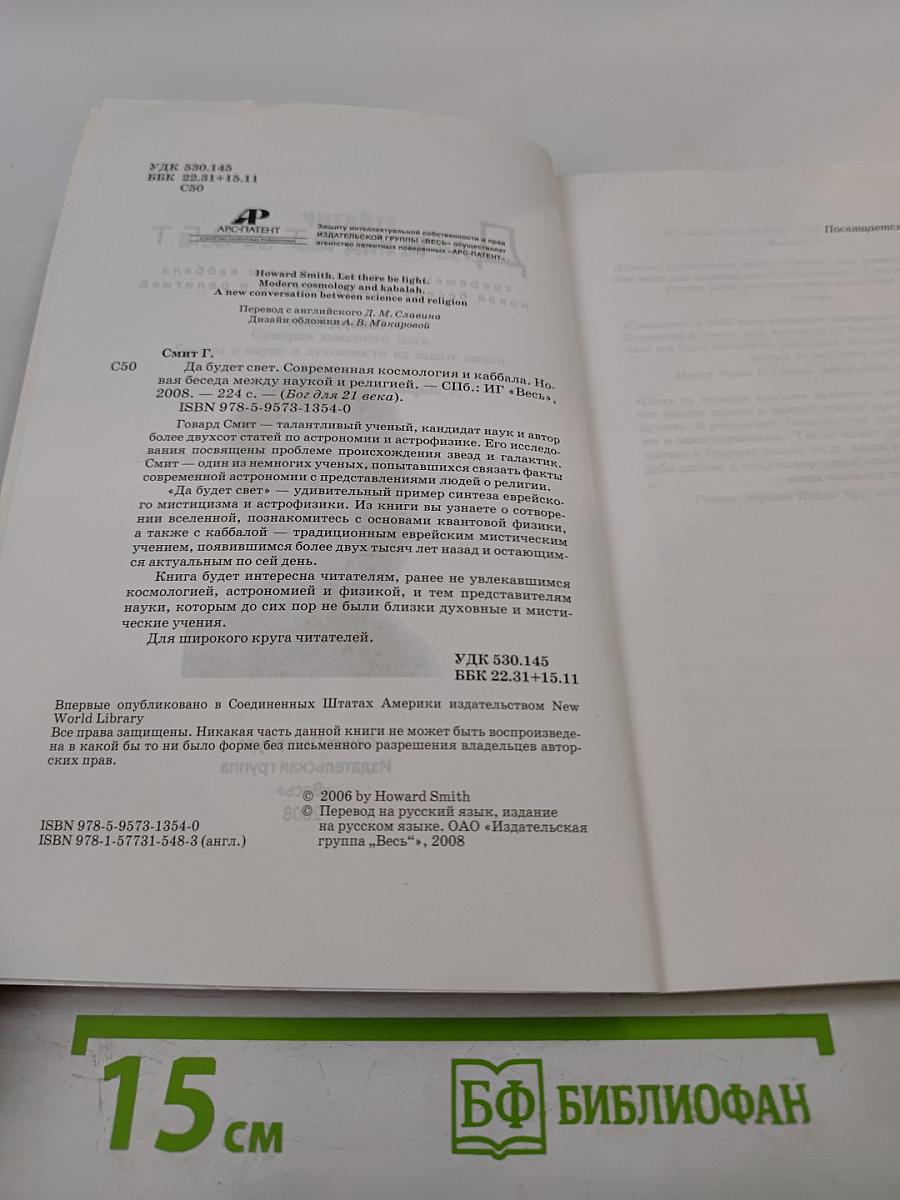 УДК 530.145
ББК 22.31+15.11
С50
АР
АРС-ПАТЕНТ
АГЕНТСТВО ПАТЕНТНЫХ ПОВЕРЕННЫХ
Защиту интеллектуальной собственности и прав
ИЗДАТЕЛЬСКОЙ ГРУППЫ «ВЕСЬ» осуществляет
агентство патентных поверенных «АРС-ПАТЕНТ»
Howard Smith. Let there be light.
Modern cosmology and kabalah.
A new conversation between science and religion
Перевод с английского Д. М. Славина
Дизайн обложки А. В. Макаровой
Смит Г.
С50 Да будет свет. Современная космология и каббала. Но-
вая беседа между наукой и религией. — СПб.: ИГ «Весь»,
2008. — 224 с. — (Бог для 21 века).
ISBN 978-5-9573-1354-0
Говард Смит — талантливый ученый, кандидат наук и автор
более двухсот статей по астрономии и астрофизике. Его исследо-
вания посвящены проблеме происхождения звезд и галактик.
Смит — один из немногих ученых, попытавшихся связать факты
современной астрономии с представлениями людей о религии.
«Да будет свет» — удивительный пример синтеза еврейско-
го мистицизма и астрофизики. Из книги вы узнаете о сотворе-
нии вселенной, познакомитесь с основами квантовой физики,
а также с каббалой — традиционным еврейским мистическим
учением, появившимся более двух тысяч лет назад и остающим-
ся актуальным по сей день.
Книга будет интересна читателям, ранее не увлекавшимся
космологией, астрономией и физикой, и тем представителям
науки, которым до сих пор не были близки духовные и мисти-
ческие учения.
Для широкого круга читателей.
УДК 530.145
ББК 22.31+15.11
Впервые опубликовано в Соединенных Штатах Америки издательством New
World Library
Все права защищены. Никакая часть данной книги не может быть воспроизведе-
на в какой бы то ни было форме без письменного разрешения владельцев автор-
ских прав.
© 2006 by Howard Smith
© Перевод на русский язык, издание
на русском языке. ОАО «Издательская
группа „Весь“», 2008
ISBN 978-5-9573-1354-0
ISBN 978-1-57731-548-3 (англ.)
Посвящается
15 см
БФ БИБЛИОФАН